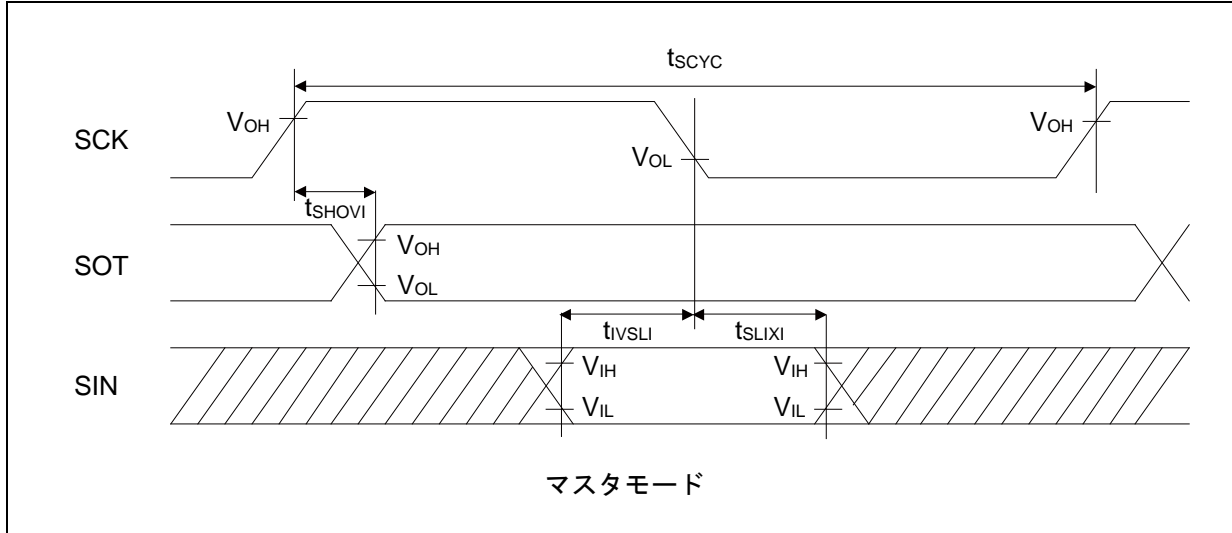 tSCYC
SCK
VOH
VOL
VOH
tSHOVI
SOT
VOH
VOL
tIVSLI
tSLIXI
SIN
VIH
VIL
VIH
VIL
マスタモード